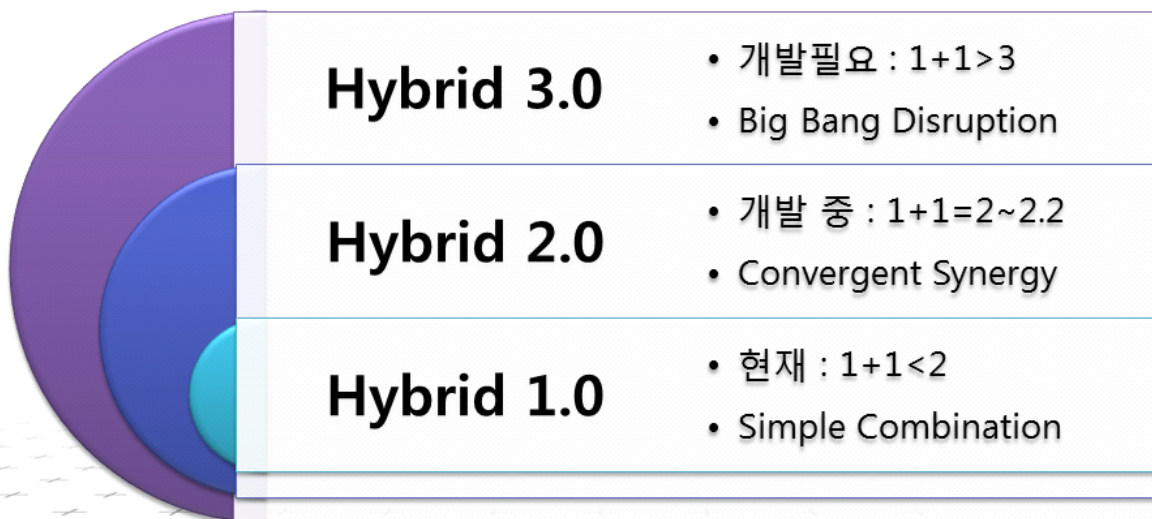 Hybrid 3.0
• 개발필요 : 1+1>3
• Big Bang Disruption
Hybrid 2.0
• 개발 중 : 1+1=2~2.2
• Convergent Synergy
Hybrid 1.0
• 현재 : 1+1<2
• Simple Combination